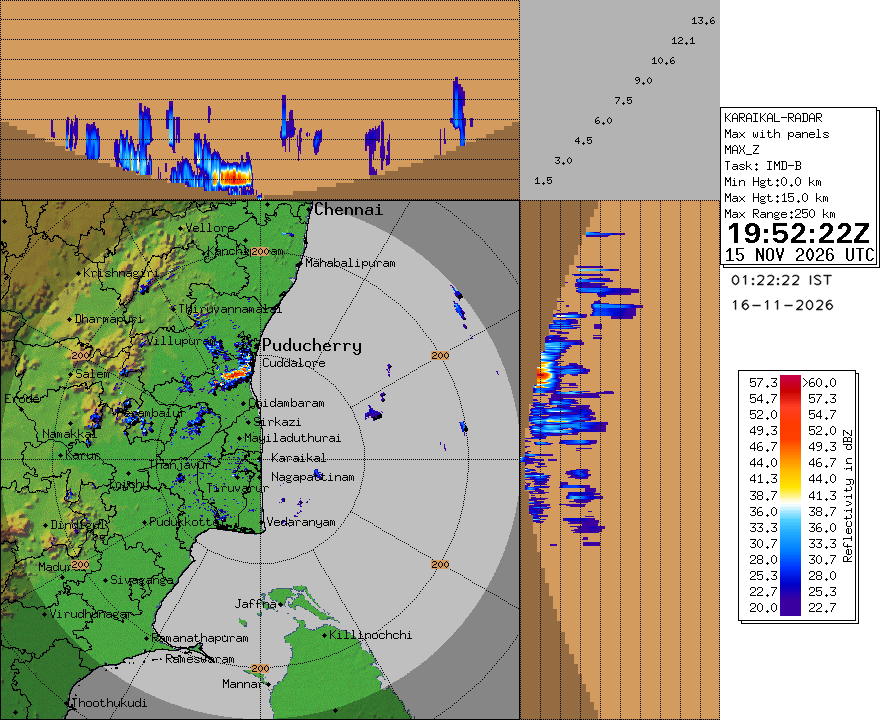 13.6
12.1
10.6
9.0
7.5
6.0
4.5
3.0
1.5
KARAIKAL-RADAR
Max with panels
MAX_Z
Task: IMD-B
Min Hgt:0.0 km
Max Hgt:15.0 km
Max Range:250 km
19:52:22Z
15 NOV 2026 UTC
01:22:22 IST
16-11-2026
Chennai
Vellore
200
Mahabalipuram
Krishnagiri
Thiruvannamalai
Dharmapuri
Villupuram
Puducherry
200
200
Cuddalore
Salem
Erode
Chidambaram
Perambalur
Sirkazi
Namakkal
Mayiladuthurai
Karur
Karaikal
Thanjavur
Nagapattinam
Trichy
Tiruvarur
Dindigul
Pudukkottai
Vedaranyam
200
200
Madurai
Sivaganga
Jaffna
Virudhunagar
Killinochchi
Ramanathapuram
Rameswaram
200
Mannar
Thoothukudi
57.3 >60.0
54.7 57.3
52.0 54.7
49.3 52.0
46.7 49.3
44.0 46.7
41.3 44.0
38.7 41.3
36.0 38.7
33.3 36.0
30.7 33.3
28.0 30.7
25.3 28.0
22.7 25.3
20.0 22.7
Reflectivity in dBZ